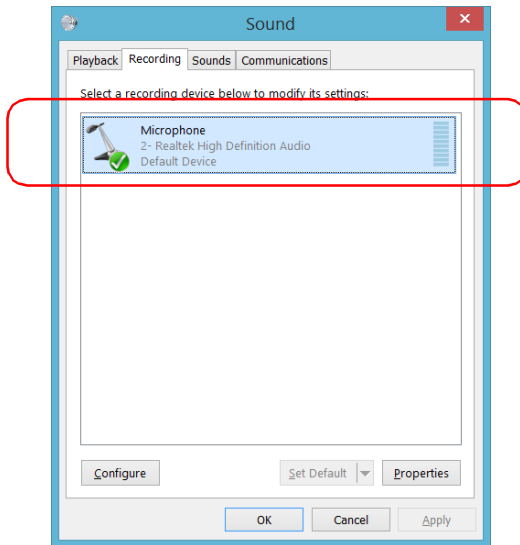 Sound
Playback Recording Sounds Communications
Select a recording device below to modify its settings:
Microphone
2- Realtek High Definition Audio
Default Device
Configure Set Default Properties
OK Cancel Apply